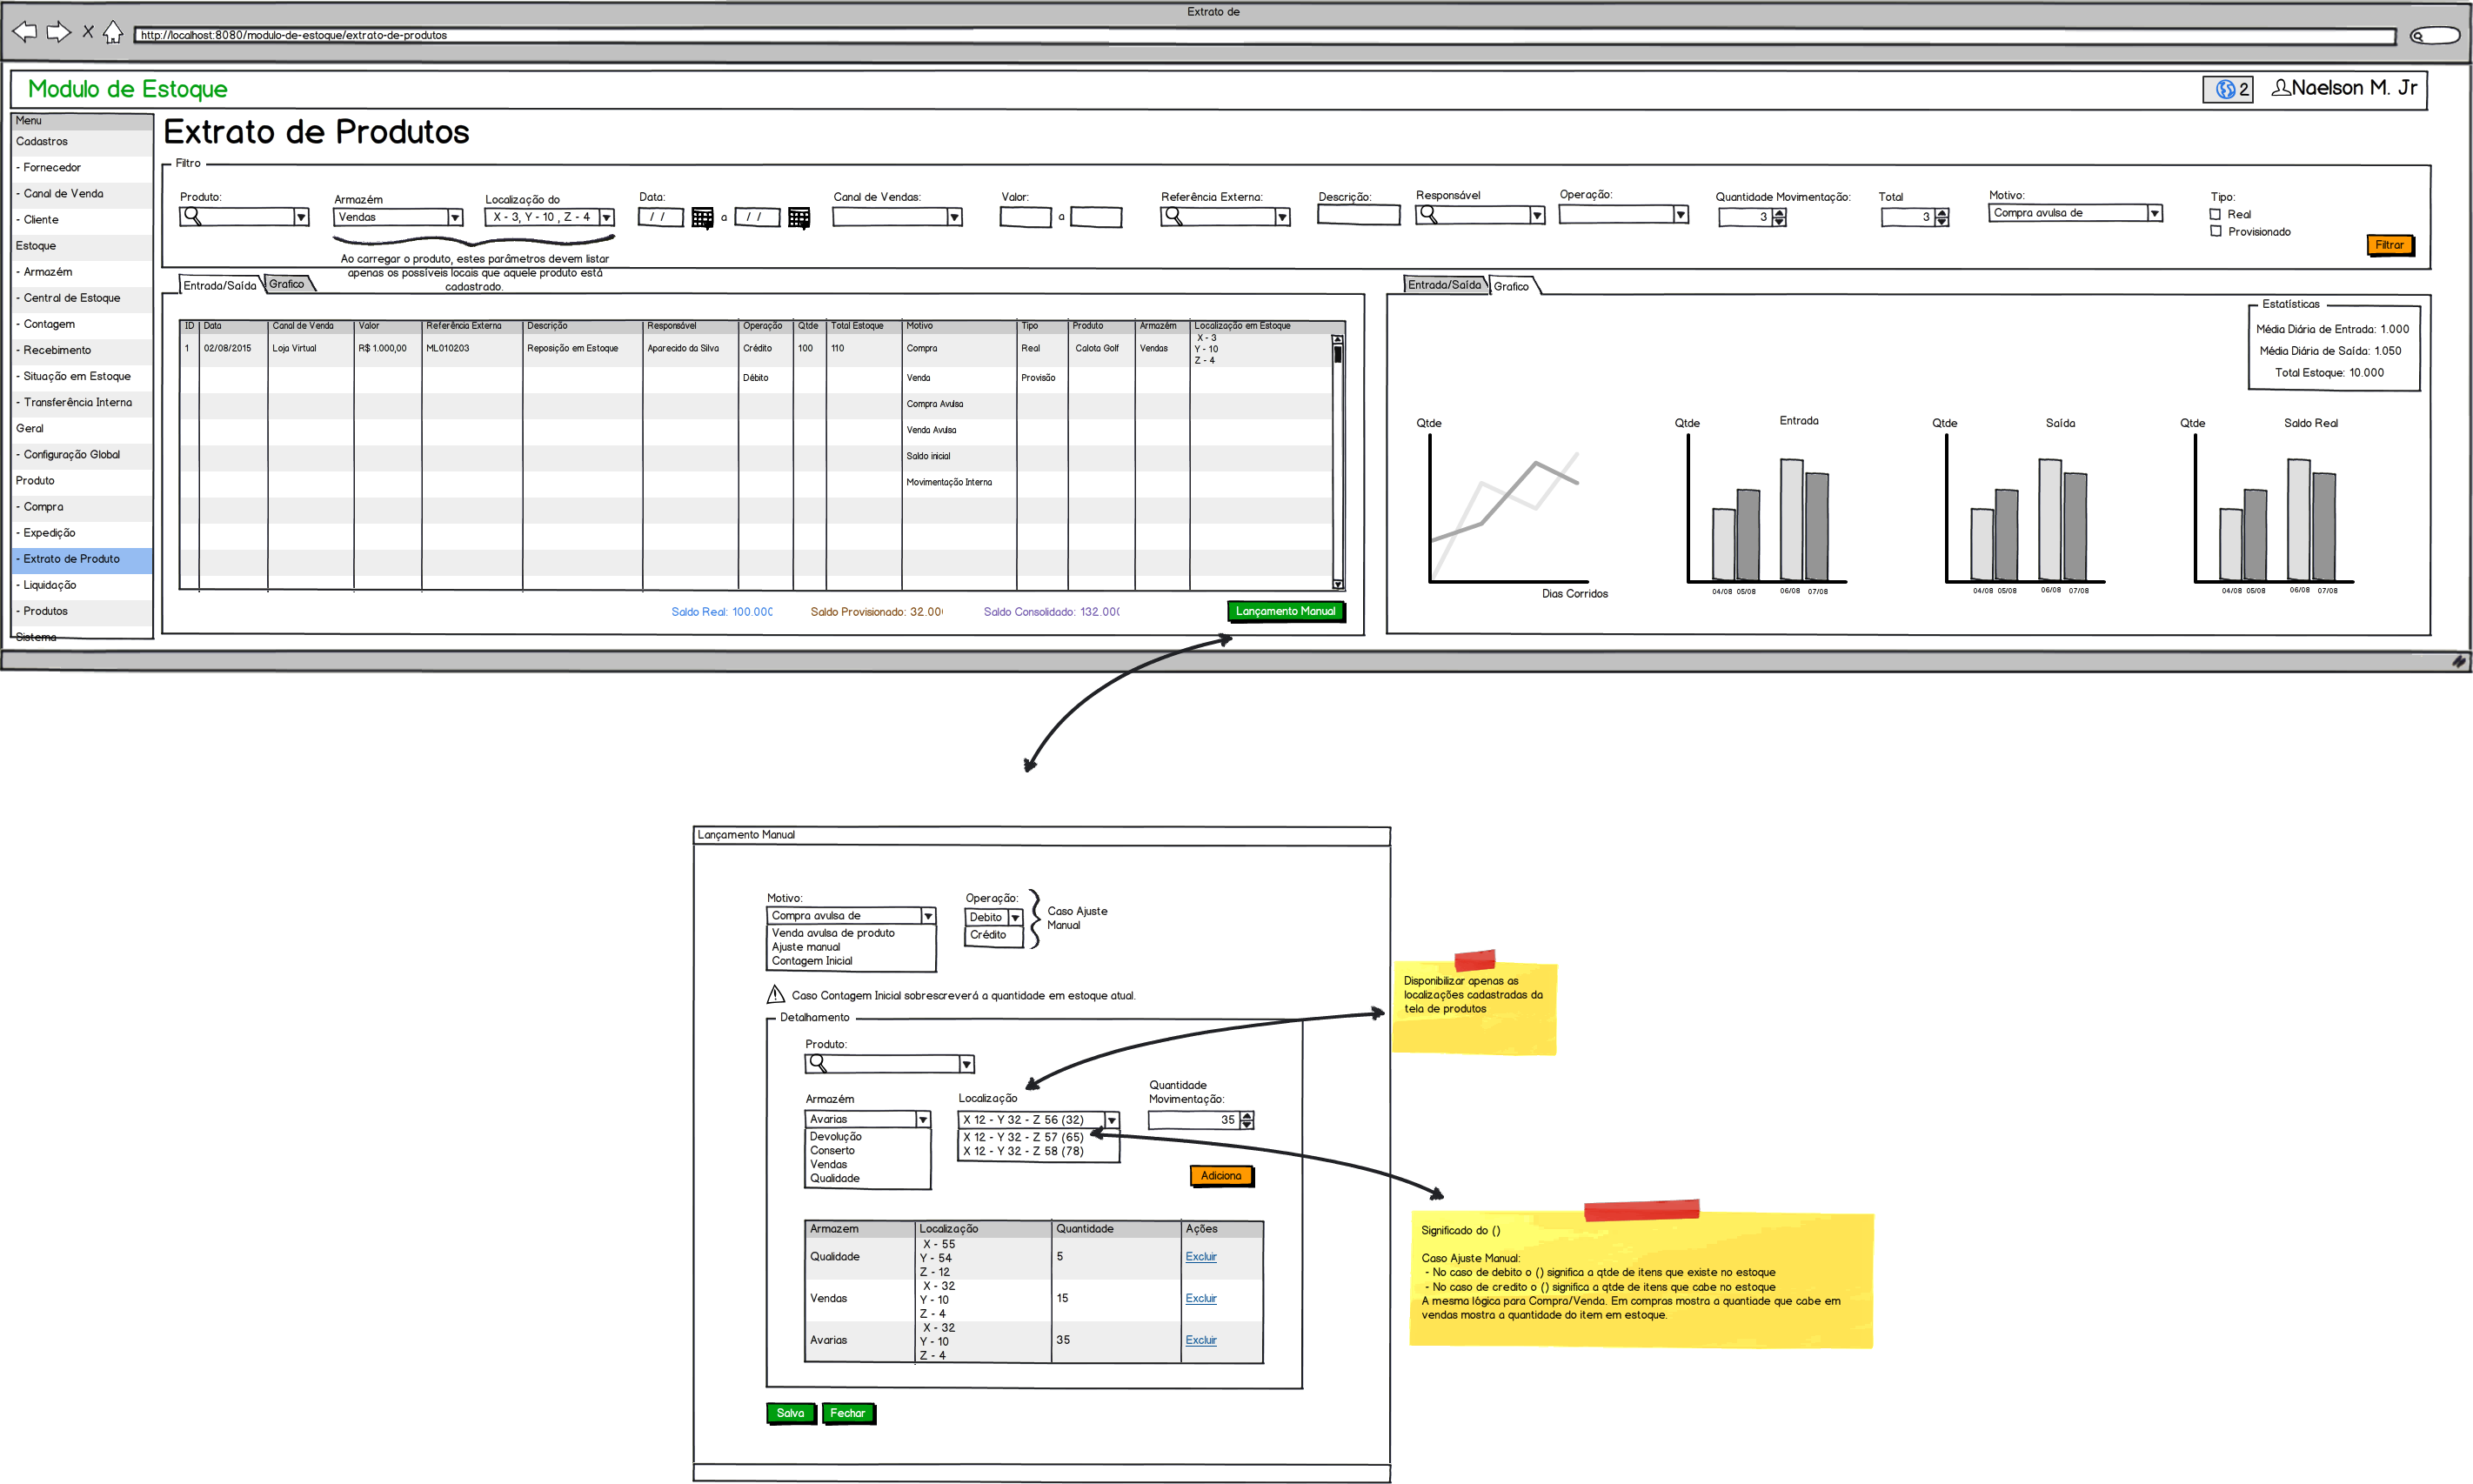 Extrato de
http://localhost:8080/modulo-de-estoque/extrato-de-produtos
Modulo de Estoque
2
Naelson M. Jr
Menu
Cadastros
- Fornecedor
- Canal de Venda
- Cliente
Estoque
- Armazém
- Central de Estoque
- Contagem
- Recebimento
- Situação em Estoque
- Transferência Interna
Geral
- Configuração Global
Produto
- Compra
- Expedição
- Extrato de Produto
- Liquidação
- Produtos
Sistema
Extrato de Produtos
Filtro
Produto:
Armazém
Vendas
Localização do
X - 3, Y - 10 , Z - 4
Data:
/ /
a
/ /
Canal de Vendas:
Valor:
a
Referência Externa:
Descrição:
Responsável
Operação:
Quantidade Movimentação:
3
Total
3
Motivo:
Compra avulsa de
Tipo:
Real
Provisionado
Filtrar
Ao carregar o produto, estes parâmetros devem listar
apenas os possíveis locais que aquele produto está
cadastrado.
Entrada/Saída Grafico
ID Data Canal de Venda Valor Referência Externa Descrição Responsável Operação Qtde Total Estoque Motivo Tipo Produto Armazém Localização em Estoque
1 02/08/2015 Loja Virtual R$ 1.000,00 ML010203 Reposição em Estoque Aparecido da Silva Crédito 100 110 Compra Real Calota Golf Vendas
X - 3
Y - 10
Z - 4
Débito Venda Provisão
Compra Avulsa
Venda Avulsa
Saldo inicial
Movimentação Interna
Saldo Real: 100.000
Saldo Provisionado: 32.00
Saldo Consolidado: 132.00
Lançamento Manual
Entrada/Saída Grafico
Estatísticas
Média Diária de Entrada: 1.000
Média Diária de Saída: 1.050
Total Estoque: 10.000
Qtde
Dias Corridos
Qtde
Entrada
04/08 05/08 06/08 07/08
Qtde
Saída
04/08 05/08 06/08 07/08
Qtde
Saldo Real
04/08 05/08 06/08 07/08
Lançamento Manual
Motivo:
Compra avulsa de
Venda avulsa de produto
Ajuste manual
Contagem Inicial
Operação:
Debito
Crédito
Caso Ajuste
Manual
Caso Contagem Inicial sobrescreverá a quantidade em estoque atual.
Detalhamento
Produto:
Armazém
Avarias
Devolução
Conserto
Vendas
Qualidade
Localização
X 12 - Y 32 - Z 56 (32)
X 12 - Y 32 - Z 57 (65)
X 12 - Y 32 - Z 58 (78)
Quantidade
Movimentação:
35
Adiciona
Armazem Localização Quantidade Ações
Qualidade
X - 55
Y - 54
Z - 12
5
Excluir
Vendas
X - 32
Y - 10
Z - 4
15
Excluir
Avarias
X - 32
Y - 10
Z - 4
35
Excluir
Salva
Fechar
Disponibilizar apenas as
localizações cadastradas da
tela de produtos
Significado do ()
Caso Ajuste Manual:
- No caso de debito o () significa a qtde de itens que existe no estoque
- No caso de credito o () significa a qtde de itens que cabe no estoque
A mesma lógica para Compra/Venda. Em compras mostra a quantiade que cabe em
vendas mostra a quantidade do item em estoque.